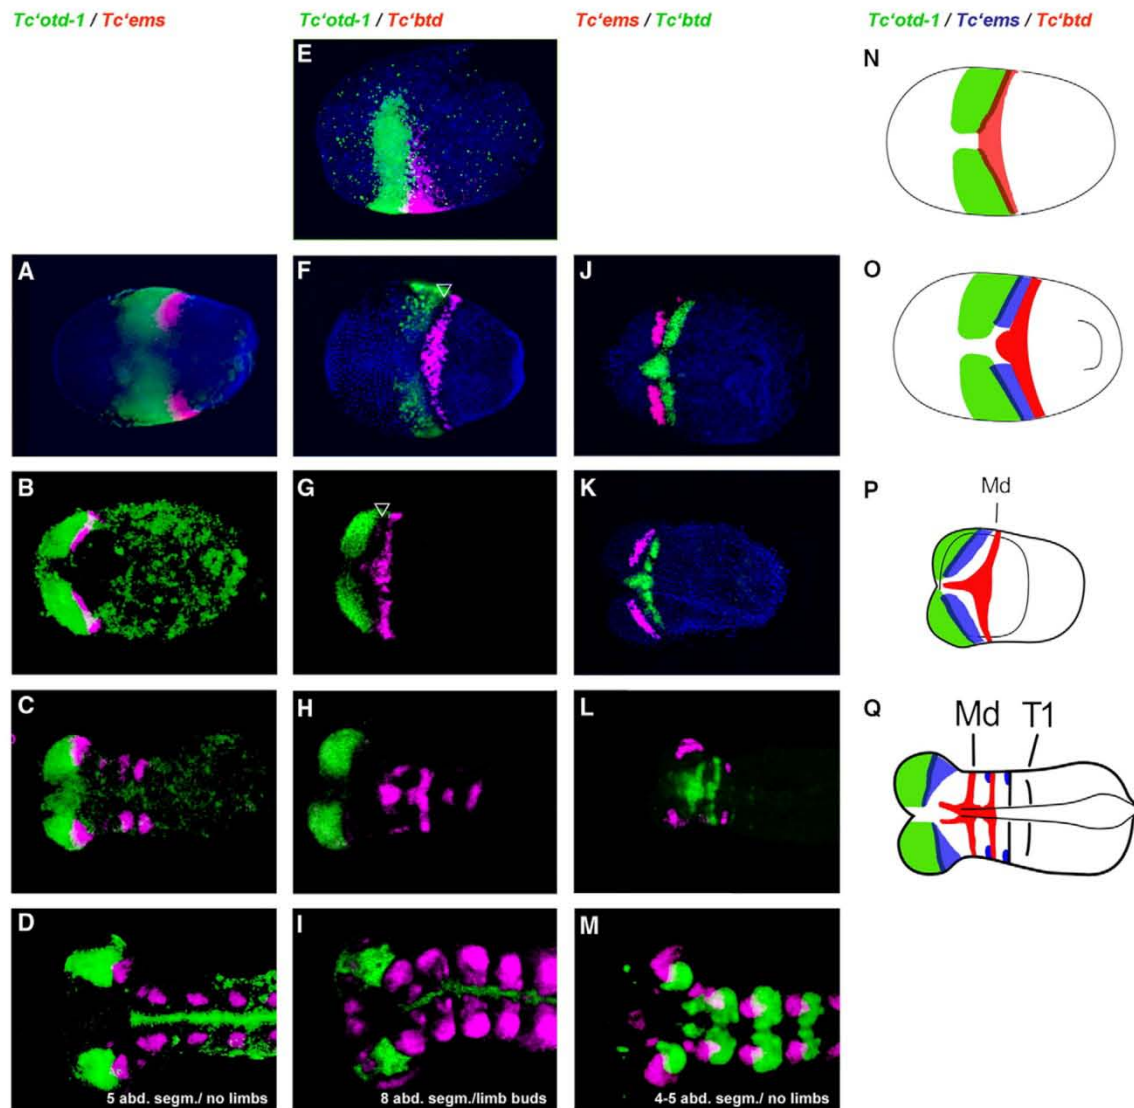 Tc‘otd-1 / Tc‘ems
Tc‘otd-1 / Tc‘btd
Tc‘ems / Tc‘btd
Tc‘otd-1 / Tc‘ems / Tc‘btd
E
N
A
F
J
O
B
G
K
P
Md
C
H
L
Q
Md T1
D
I
M
5 abd. segm./ no limbs
8 abd. segm./limb buds
4-5 abd. segm./ no limbs